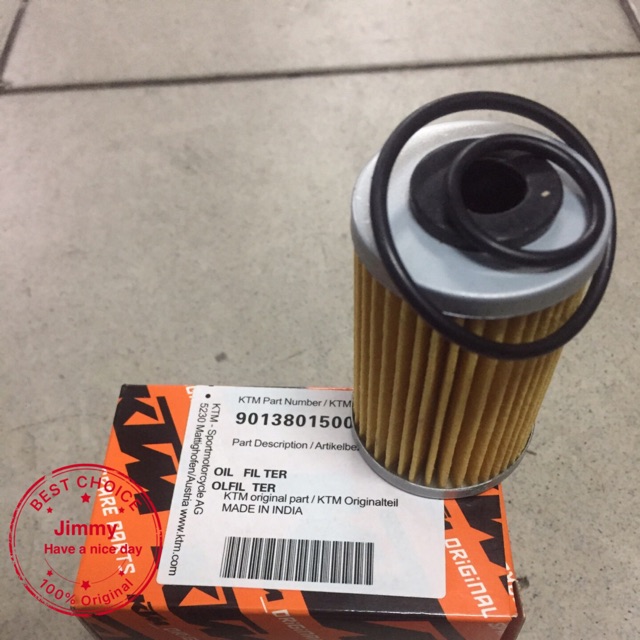 KTM Part Number / KTM
9013801500
Part Description / Artikelbe
OIL FILTER
OLFIL TER
KTM original part / KTM Originalteil
MADE IN INDIA
KTM - Sportmotorcycle AG
5230 Mattighofen/Austria www.ktm.com
KTM
ORIGINAL
BEST CHOICE
Jimmy
Have a nice day
100% Original